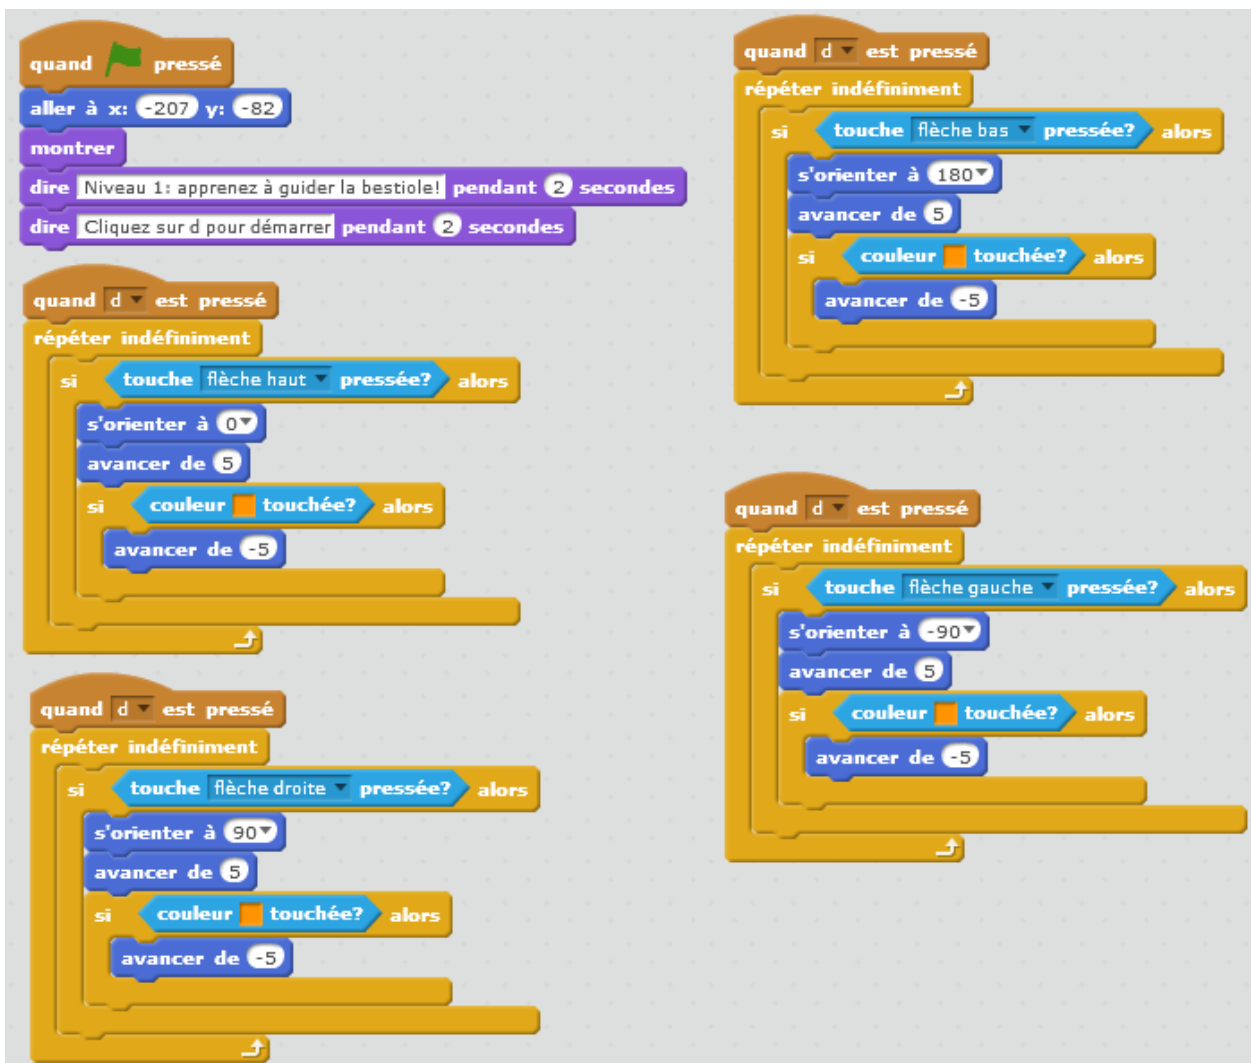 quand pressé
aller à x: -207 y: -82
montrer
dire Niveau 1: apprenez à guider la bestiole! pendant 2 secondes
dire Cliquez sur d pour démarrer pendant 2 secondes
quand d est pressé
répéter indéfiniment
si touche flèche haut pressée? alors
s'orienter à 0
avancer de 5
si couleur touchée? alors
avancer de -5
quand d est pressé
répéter indéfiniment
si touche flèche droite pressée? alors
s'orienter à 90
avancer de 5
si couleur touchée? alors
avancer de -5
quand d est pressé
répéter indéfiniment
si touche flèche bas pressée? alors
s'orienter à 180
avancer de 5
si couleur touchée? alors
avancer de -5
quand d est pressé
répéter indéfiniment
si touche flèche gauche pressée? alors
s'orienter à -90
avancer de 5
si couleur touchée? alors
avancer de -5